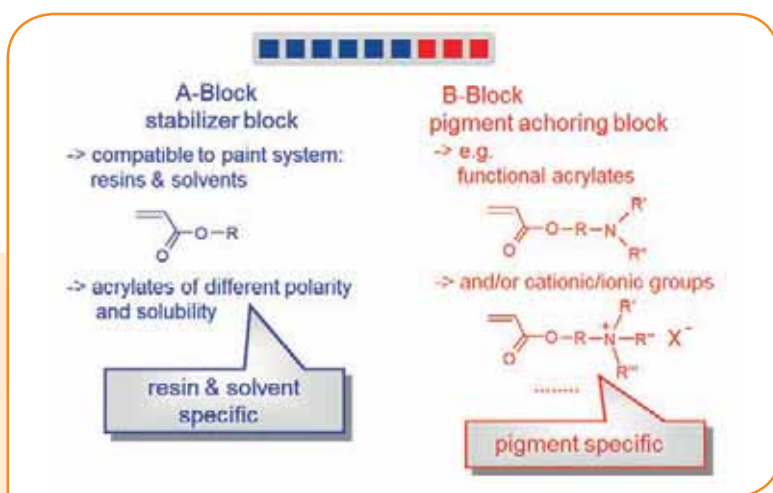 A-Block
stabilizer block
-> compatible to paint system:
resins & solvents
O
O-R
-> acrylates of different polarity
and solubility
resin & solvent
specific
B-Block
pigment achoring block
-> e.g.
functional acrylates
O
O-R-N
R'
R''
-> and/or cationic/ionic groups
O
O-R-N
+
R'
R''
R'''
X⁻
........
pigment specific